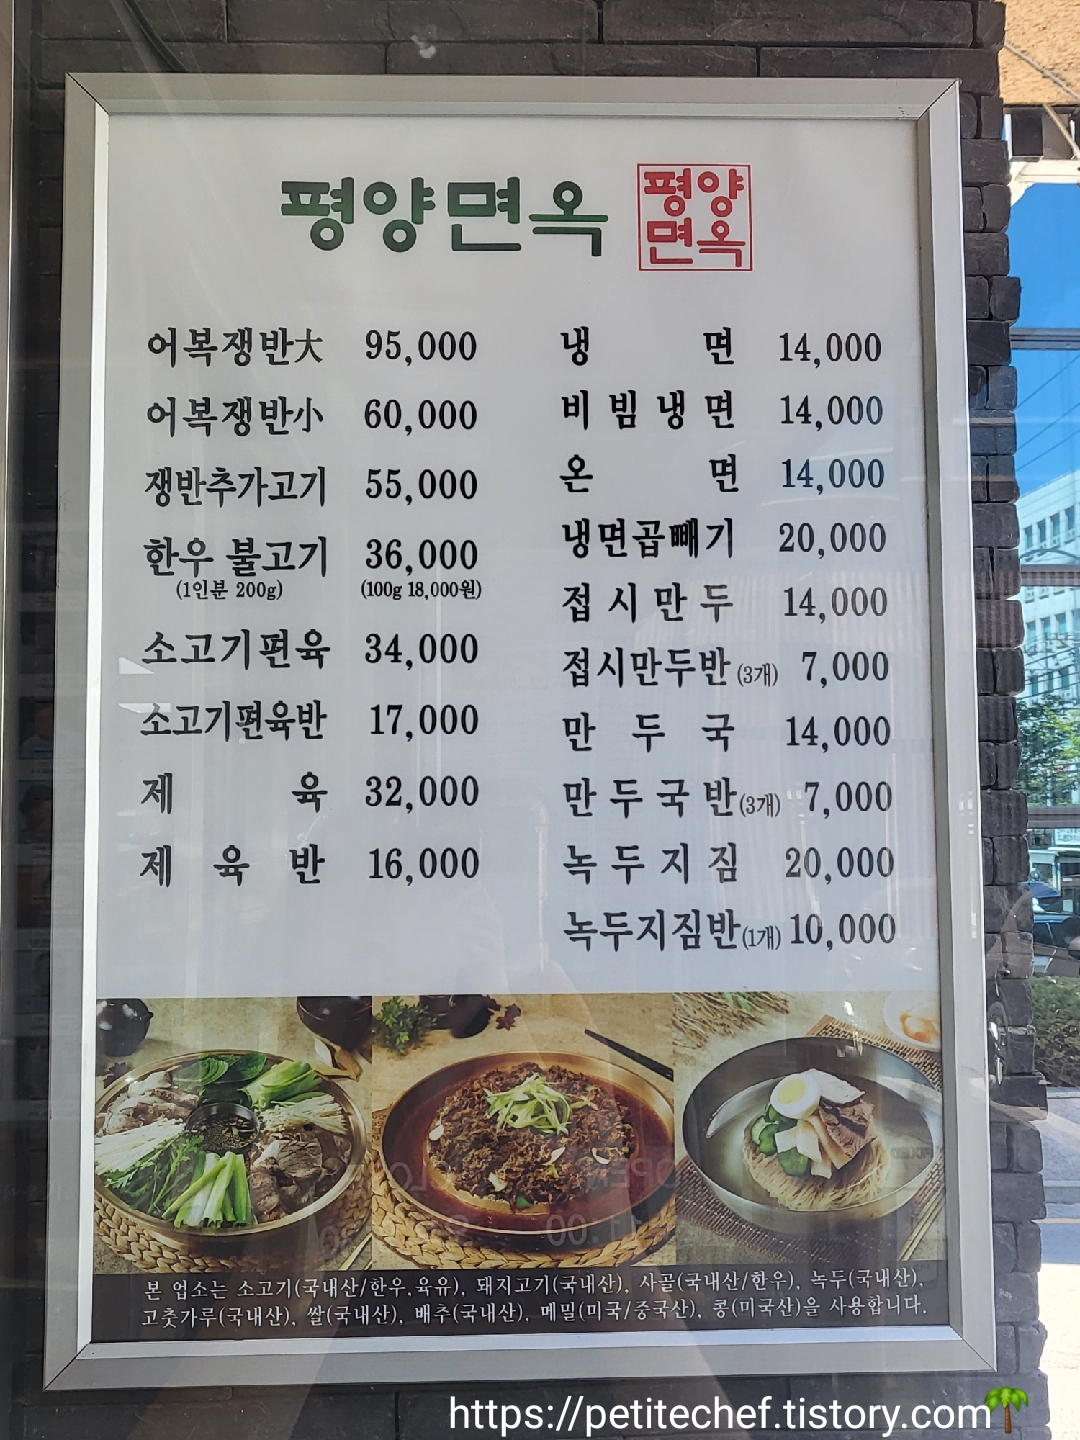 평양면옥
평양
면옥
어복쟁반大 95,000
어복쟁반小 60,000
쟁반추가고기 55,000
한우 불고기 36,000
(1인분 200g) (100g 18,000원)
소고기편육 34,000
소고기편육반 17,000
제 육 32,000
제 육 반 16,000
냉 면 14,000
비 빔 냉 면 14,000
온 면 14,000
냉면곱빼기 20,000
접 시 만 두 14,000
접시만두반(3개) 7,000
만 두 국 14,000
만 두 국 반(3개) 7,000
녹 두 지 짐 20,000
녹두지짐반(1개) 10,000
본 업소는 소고기(국내산/한우,육유), 돼지고기(국내산), 사골(국내산/한우), 녹두(국내산),
고춧가루(국내산), 쌀(국내산), 배추(국내산), 메밀(미국/중국산), 콩(미국산)을 사용합니다.
https://petitechef.tistory.com